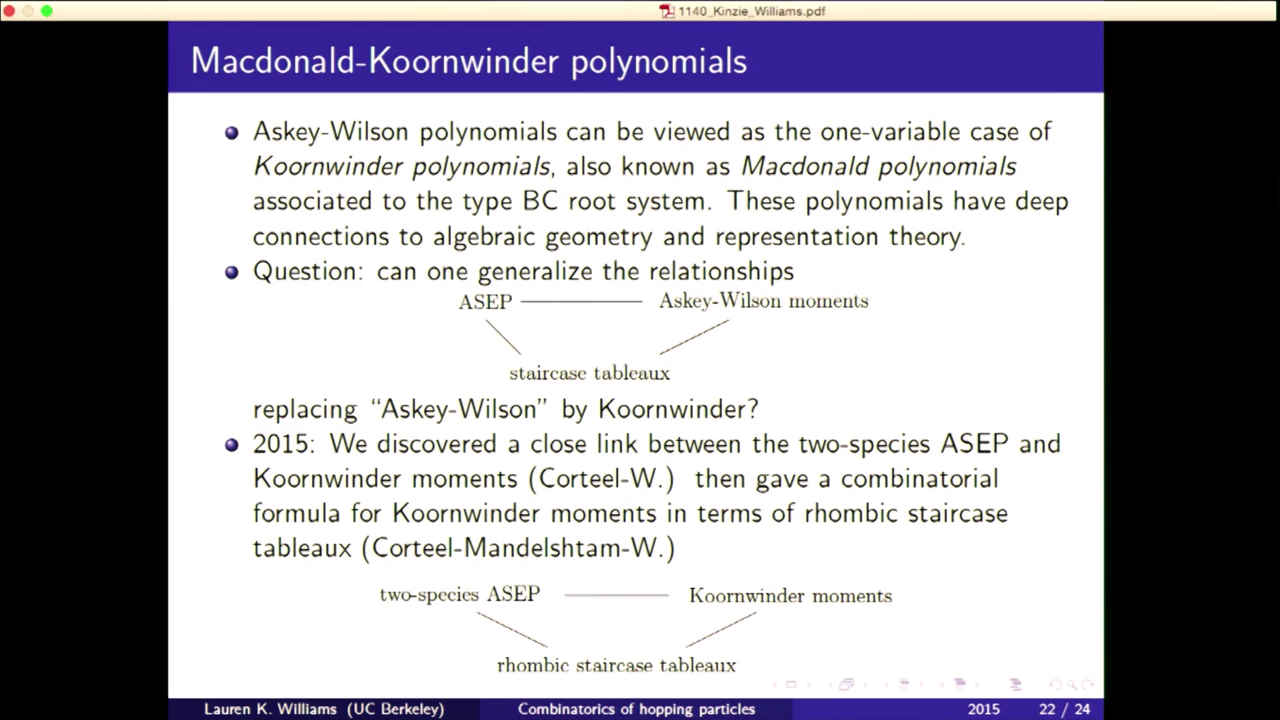 1140_Kinzie_Williams.pdf
Macdonald-Koornwinder polynomials
Askey-Wilson polynomials can be viewed as the one-variable case of
Koornwinder polynomials, also known as Macdonald polynomials
associated to the type BC root system. These polynomials have deep
connections to algebraic geometry and representation theory.
Question: can one generalize the relationships
ASEP Askey-Wilson moments
staircase tableaux
replacing “Askey-Wilson” by Koornwinder?
2015: We discovered a close link between the two-species ASEP and
Koornwinder moments (Corteel-W.) then gave a combinatorial
formula for Koornwinder moments in terms of rhombic staircase
tableaux (Corteel-Mandelshtam-W.)
two-species ASEP Koornwinder moments
rhombic staircase tableaux
Lauren K. Williams (UC Berkeley) Combinatorics of hopping particles 2015 22 / 24